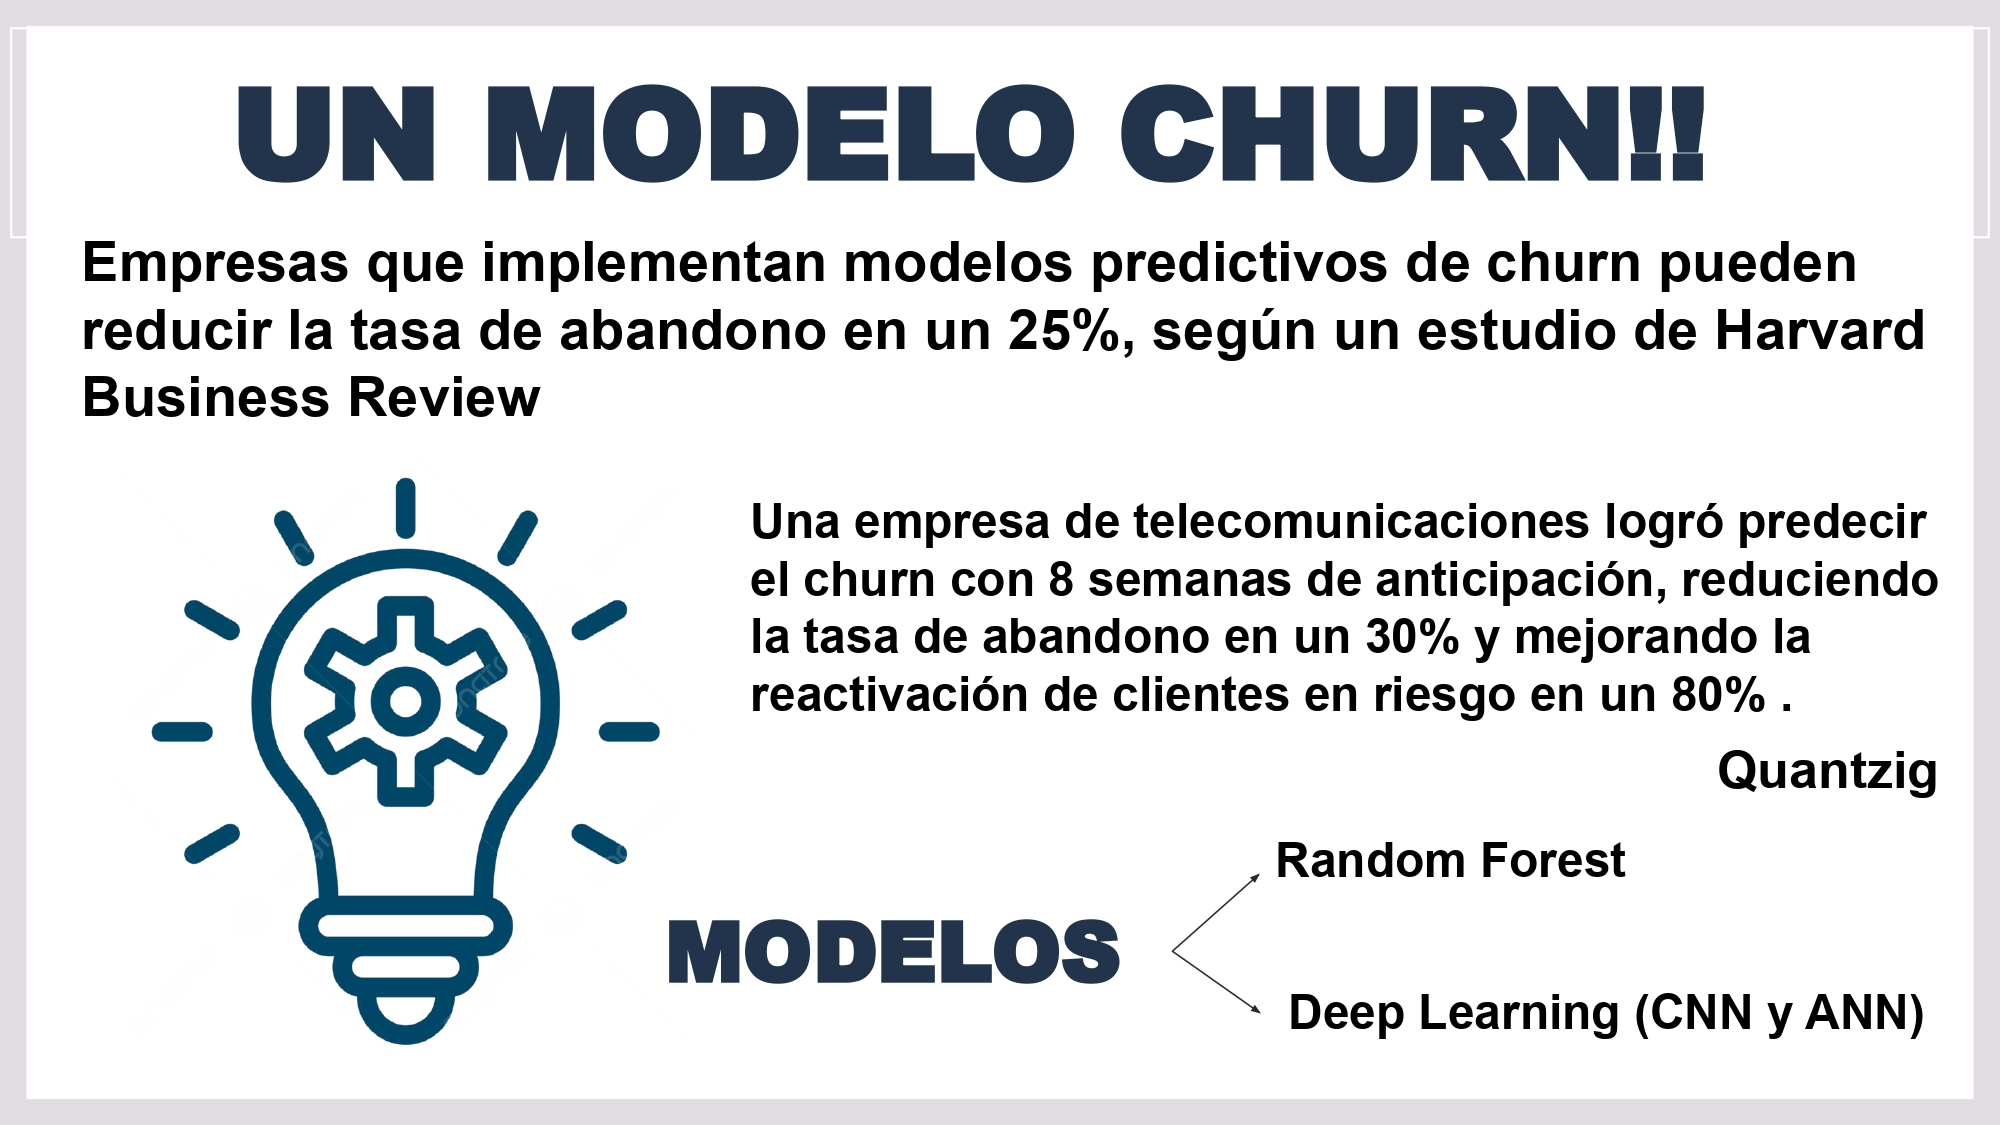 UN MODELO CHURN!!
Empresas que implementan modelos predictivos de churn pueden
reducir la tasa de abandono en un 25%, según un estudio de Harvard
Business Review
Una empresa de telecomunicaciones logró predecir
el churn con 8 semanas de anticipación, reduciendo
la tasa de abandono en un 30% y mejorando la
reactivación de clientes en riesgo en un 80% .
Quantzig
Random Forest
MODELOS
Deep Learning (CNN y ANN)